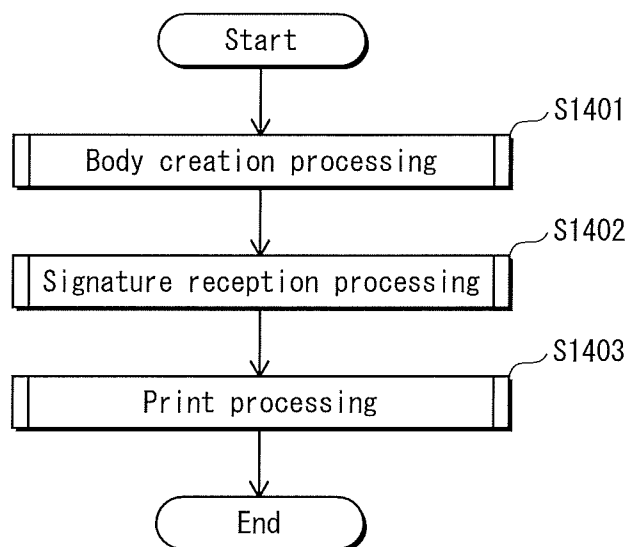 Start
S1401
Body creation processing
S1402
Signature reception processing
S1403
Print processing
End